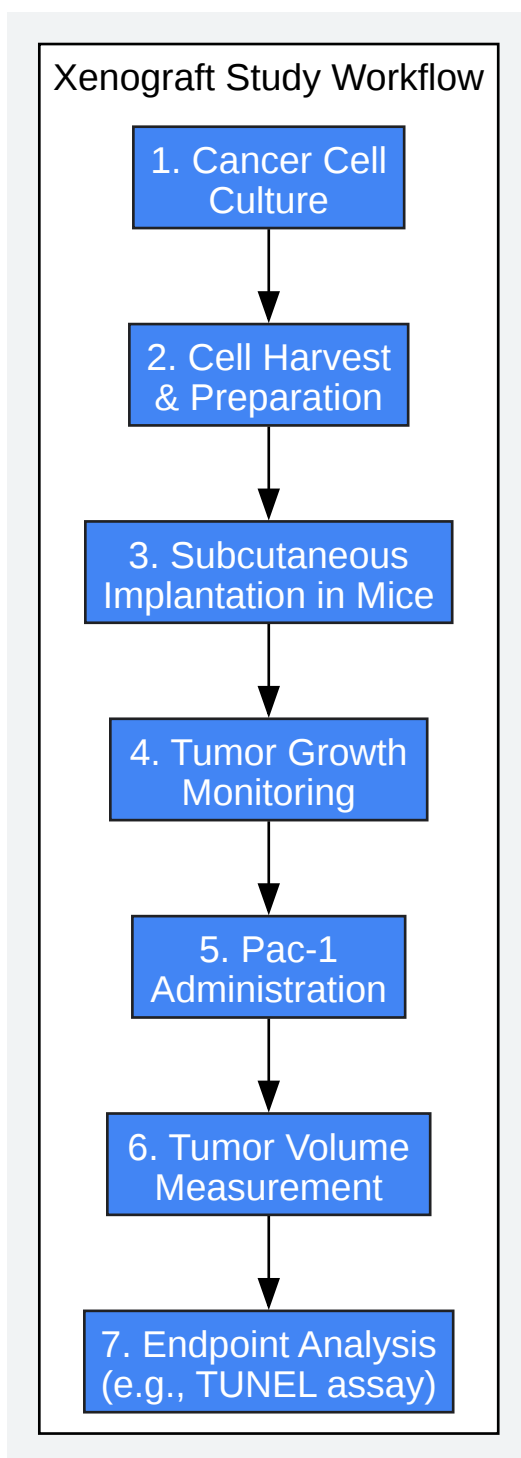 Xenograft Study Workflow
1. Cancer Cell
Culture
2. Cell Harvest
& Preparation
3. Subcutaneous
Implantation in Mice
4. Tumor Growth
Monitoring
5. Pac-1
Administration
6. Tumor Volume
Measurement
7. Endpoint Analysis
(e.g., TUNEL assay)